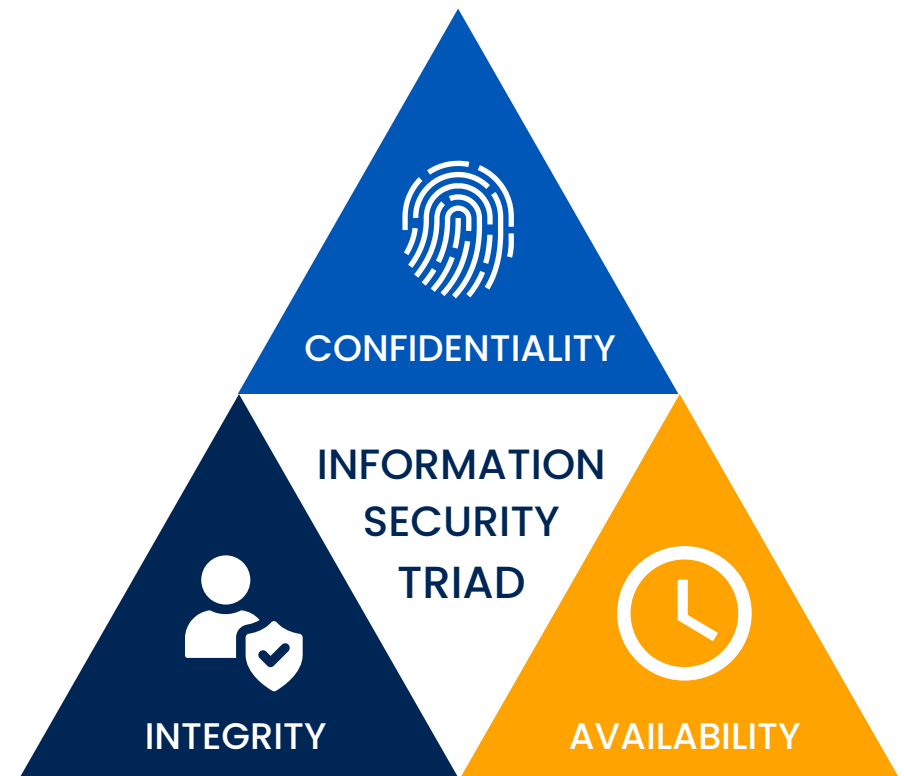 CONFIDENTIALITY
INFORMATION
SECURITY
TRIAD
INTEGRITY
AVAILABILITY